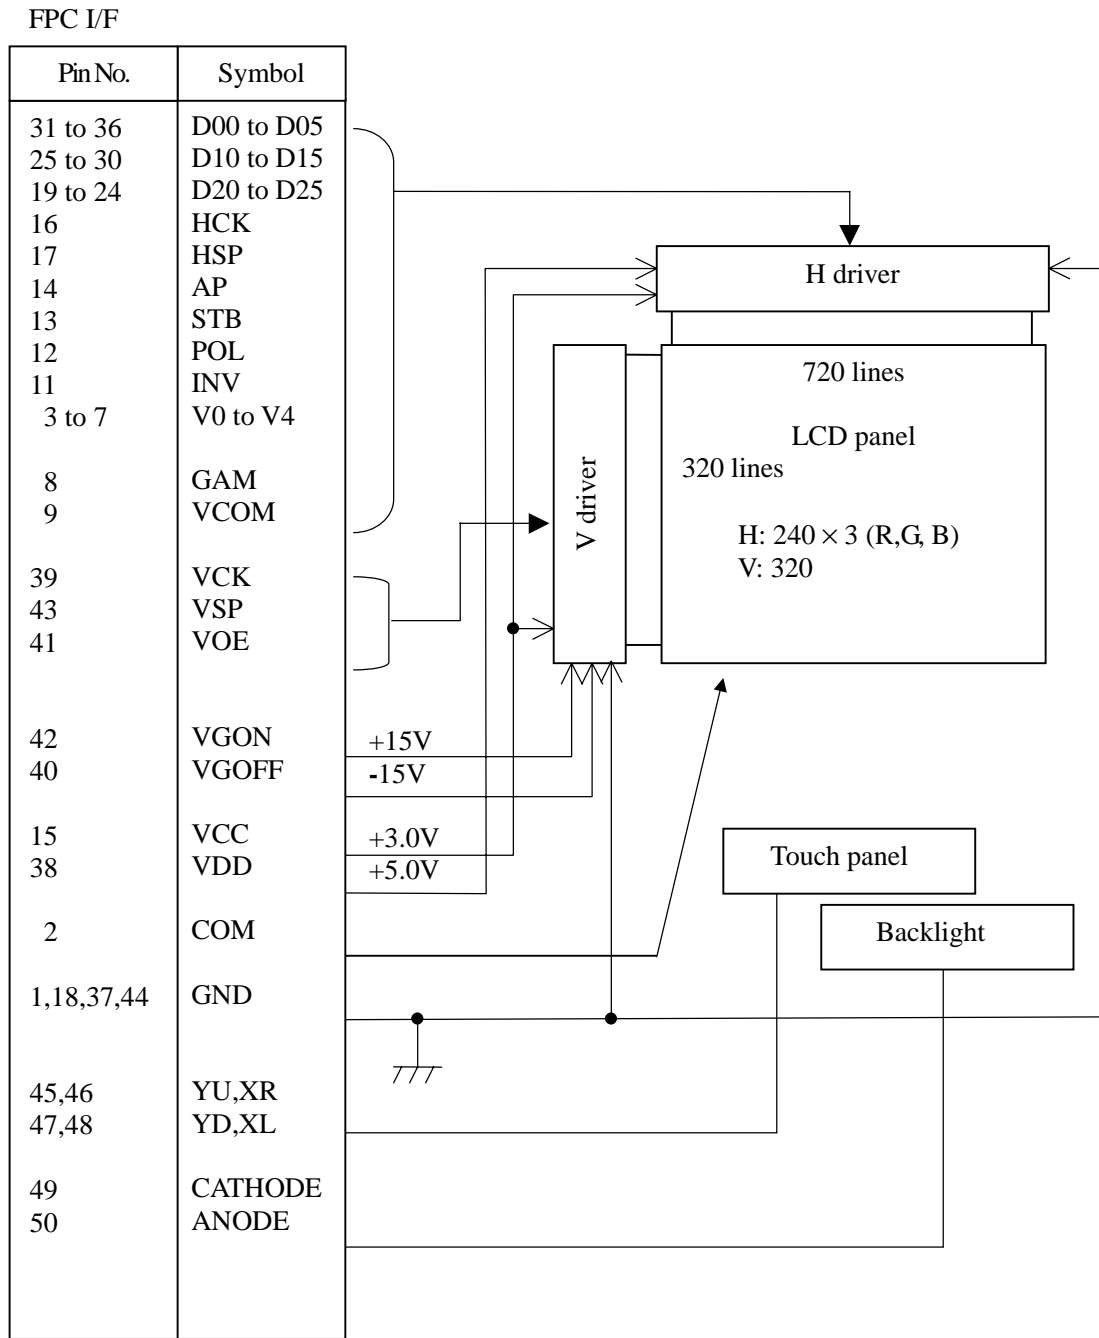 FPC I/F
Pin No. Symbol
31 to 36 D00 to D05
25 to 30 D10 to D15
19 to 24 D20 to D25
16 HCK
17 HSP
14 AP
13 STB
12 POL
11 INV
3 to 7 V0 to V4
8 GAM
9 VCOM
39 VCK
43 VSP
41 VOE
42 VGON +15V
40 VGOFF -15V
15 VCC +3.0V
38 VDD +5.0V
2 COM
1,18,37,44 GND
45,46 YU,XR
47,48 YD,XL
49 CATHODE
50 ANODE
H driver
V driver
720 lines
LCD panel
320 lines
H: 240 × 3 (R,G, B)
V: 320
Touch panel
Backlight